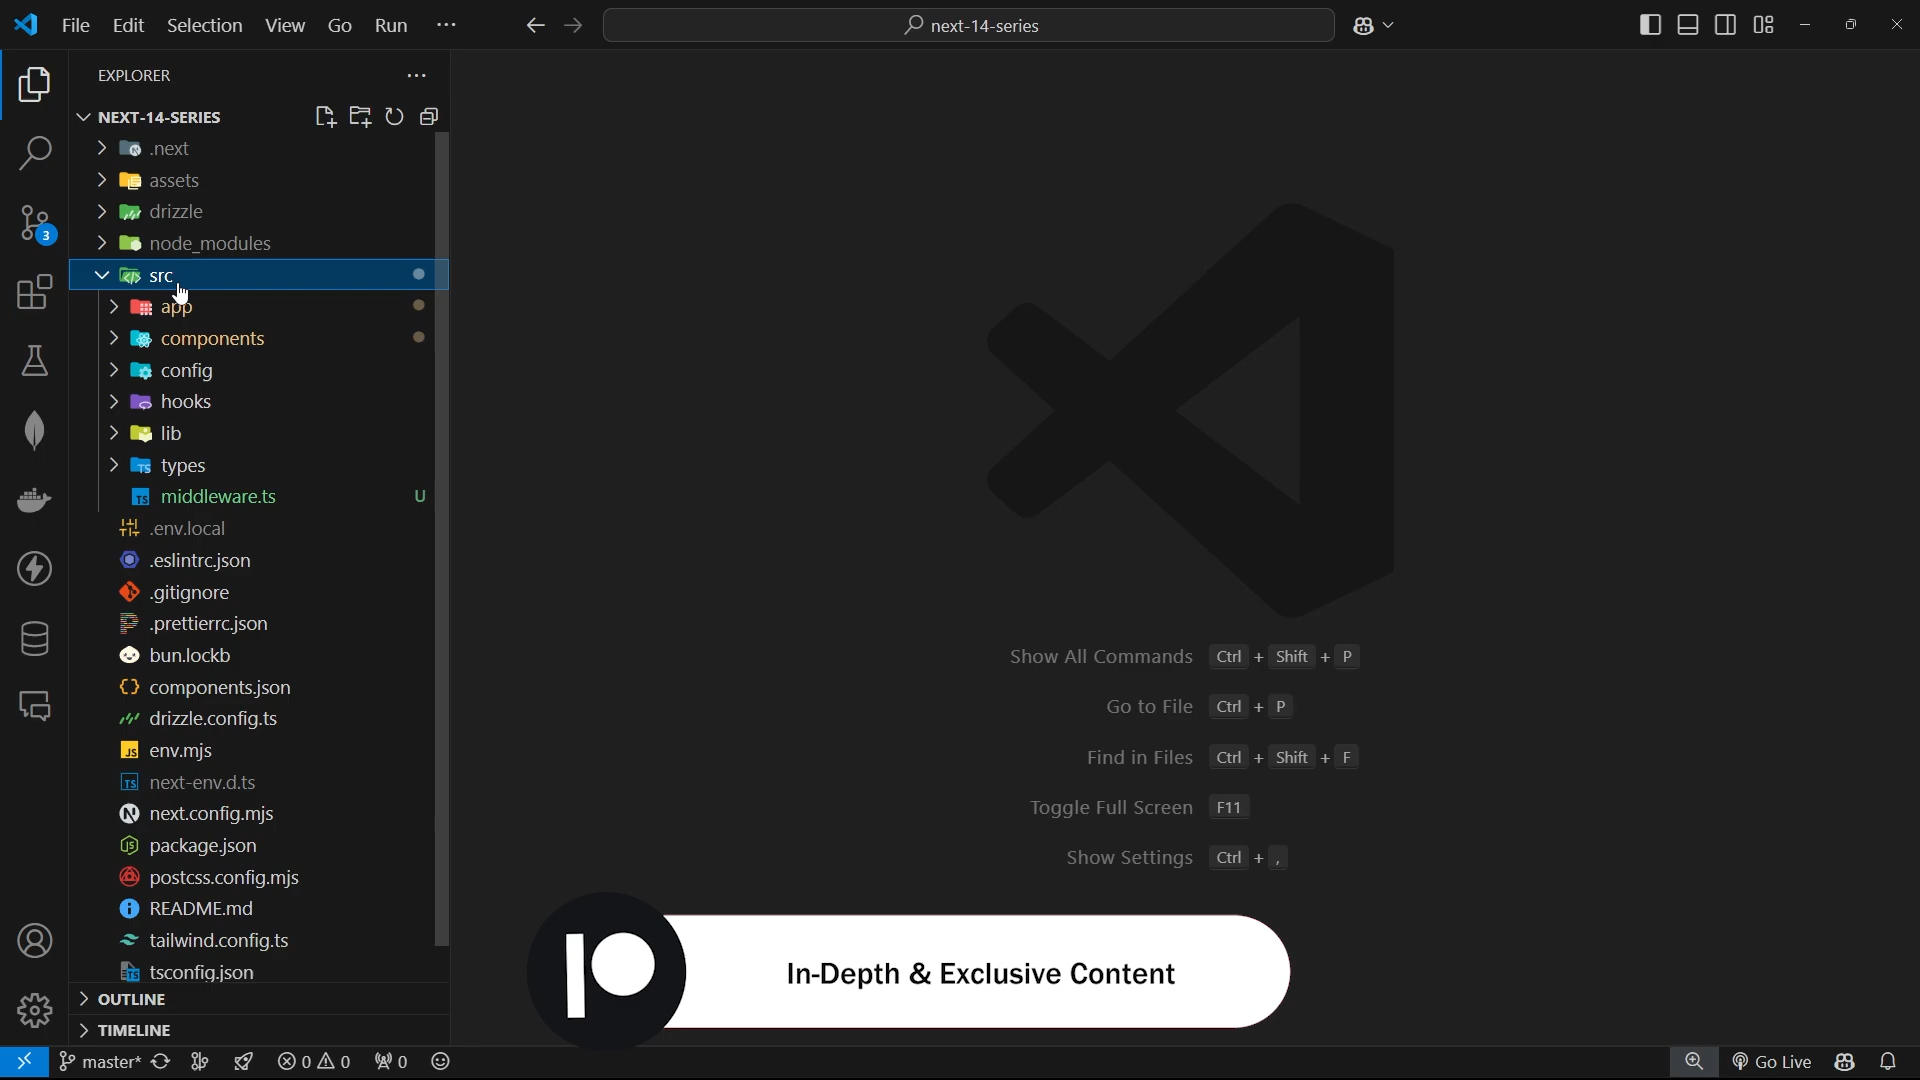 File Edit Selection View Go Run ···
next-14-series
EXPLORER
NEXT-14-SERIES
.next
assets
drizzle
node_modules
src
app
components
config
hooks
lib
types
middleware.ts U
.env.local
.eslintrc.json
.gitignore
.prettierrc.json
bun.lockb
components.json
drizzle.config.ts
env.mjs
next-env.d.ts
next.config.mjs
package.json
postcss.config.mjs
README.md
tailwind.config.ts
tsconfig.json
OUTLINE
TIMELINE
3
Show All Commands Ctrl + Shift + P
Go to File Ctrl + P
Find in Files Ctrl + Shift + F
Toggle Full Screen F11
Show Settings Ctrl + ,
In-Depth & Exclusive Content
master* 0 0 0 Go Live